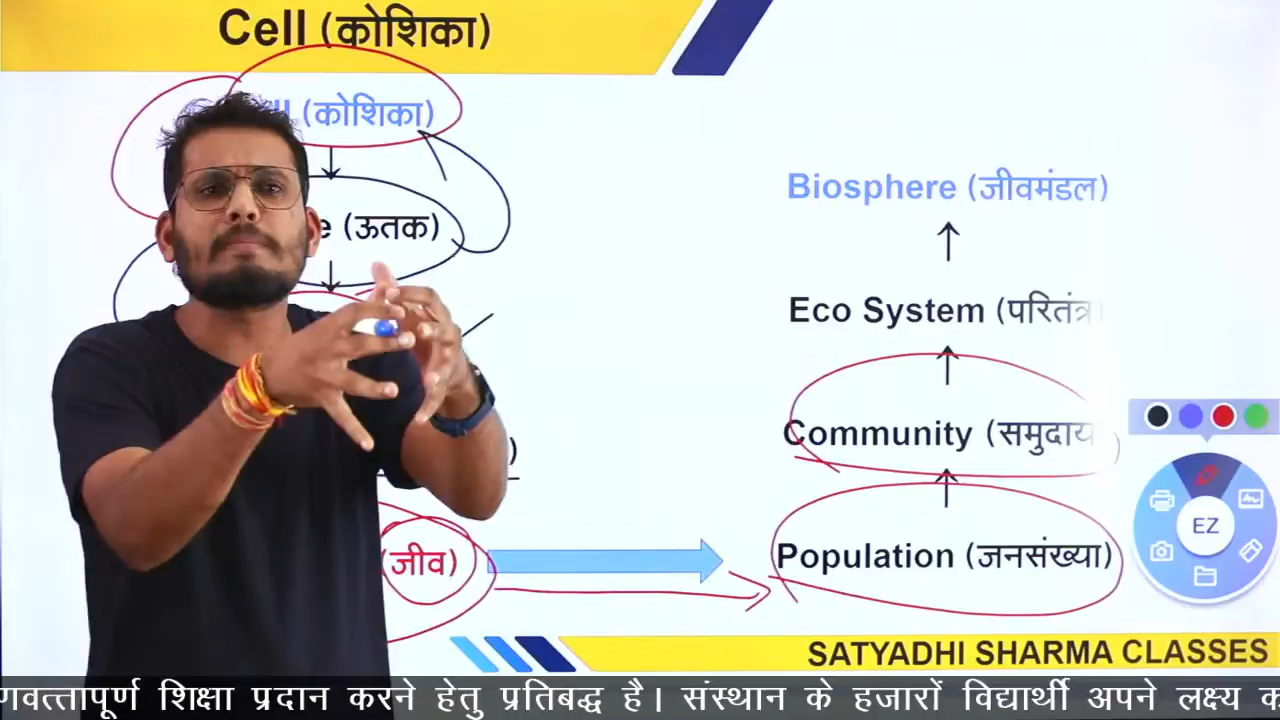 Cell (कोशिका)
(कोशिका)
(ऊतक)
(जीव)
Biosphere (जीवमंडल)
Eco System (परितंत्र)
Community (समुदाय
Population (जनसंख्या)
EZ
SATYADHI SHARMA CLASSES
शिक्षा प्रदान करने हेतु प्रतिबद्ध है। संस्थान के हजारों विद्यार्थी अपने लक्ष्य